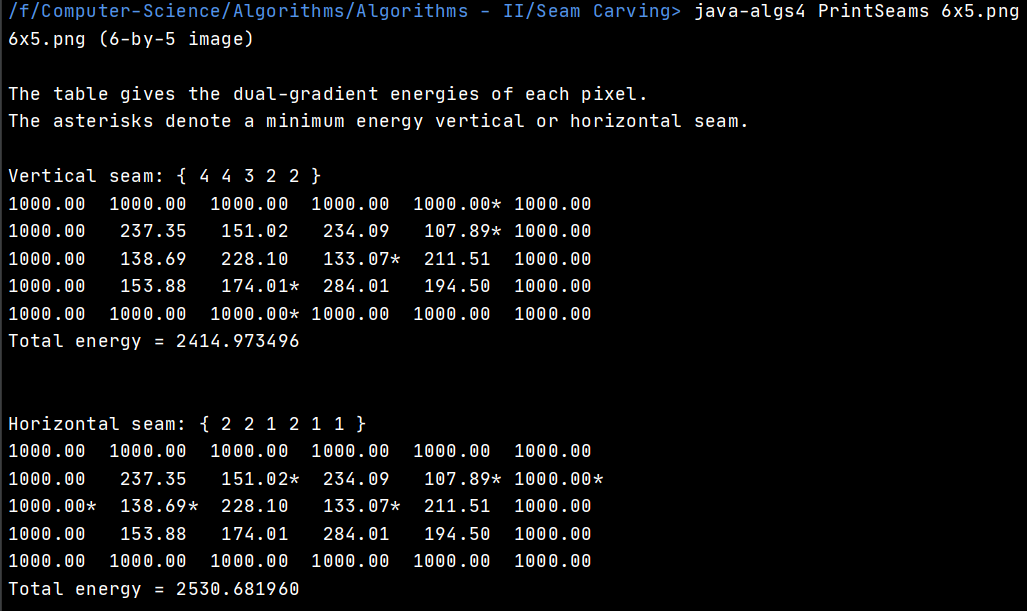 /f/Computer-Science/Algorithms/Algorithms - II/Seam Carving> java-algs4 PrintSeams 6x5.png
6x5.png (6-by-5 image)
The table gives the dual-gradient energies of each pixel.
The asterisks denote a minimum energy vertical or horizontal seam.
Vertical seam: { 4 4 3 2 2 }
1000.00  1000.00  1000.00  1000.00  1000.00* 1000.00
1000.00   237.35   151.02   234.09   107.89* 1000.00
1000.00   138.69   228.10   133.07*  211.51  1000.00
1000.00   153.88   174.01*  284.01   194.50  1000.00
1000.00  1000.00  1000.00* 1000.00  1000.00  1000.00
Total energy = 2414.973496
Horizontal seam: { 2 2 1 2 1 1 }
1000.00  1000.00  1000.00  1000.00  1000.00  1000.00
1000.00   237.35   151.02*  234.09   107.89* 1000.00*
1000.00*  138.69*  228.10   133.07*  211.51  1000.00
1000.00   153.88   174.01   284.01   194.50  1000.00
1000.00  1000.00  1000.00  1000.00  1000.00  1000.00
Total energy = 2530.681960